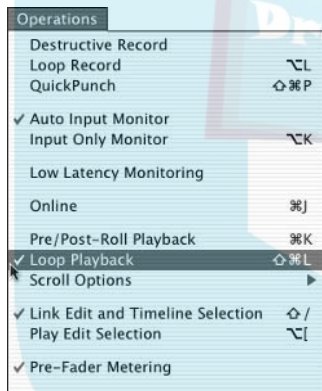 Operations
Destructive Record
Loop Record ⌥L
QuickPunch ⇧⌘P
✓ Auto Input Monitor
Input Only Monitor ⌥K
Low Latency Monitoring
Online ⌘J
Pre/Post-Roll Playback ⌘K
✓ Loop Playback ⇧⌘L
Scroll Options ▶
✓ Link Edit and Timeline Selection ⇧/
Play Edit Selection ⌥[
✓ Pre-Fader Metering